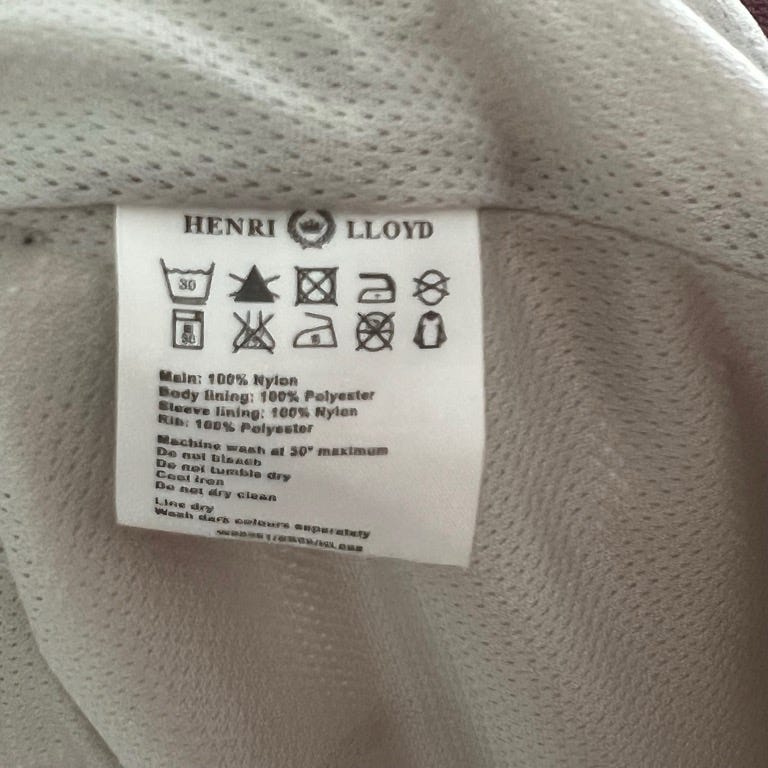 HENRI LLOYD
30
30
Main: 100% Nylon
Body lining: 100% Polyester
Sleeve lining: 100% Nylon
Rib: 100% Polyester
Machine wash at 30° maximum
Do not bleach
Do not tumble dry
Cool iron
Do not dry clean
Line dry
Wash dark colours separately